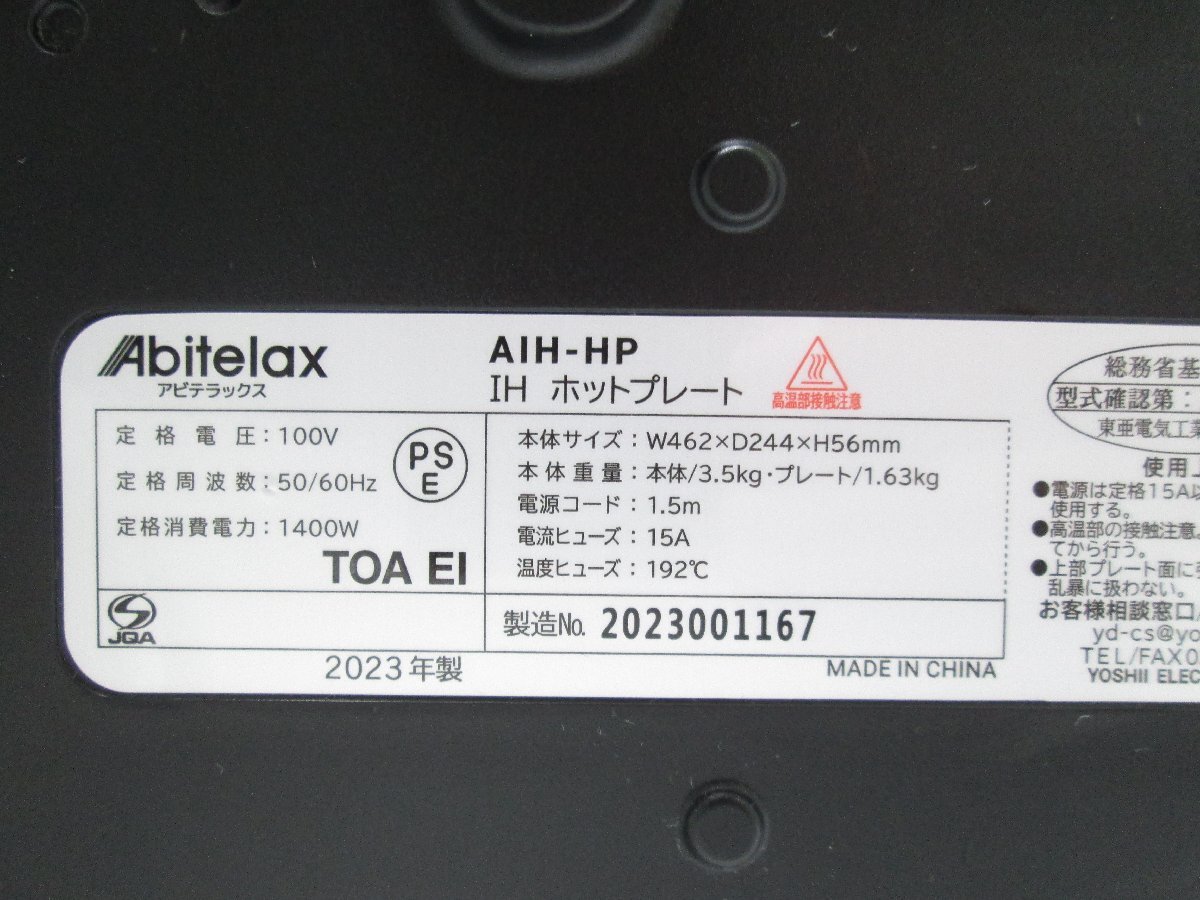 Abitelax
アビテラックス
AIH-HP
IH ホットプレート
高温部接触注意
定格電圧：100V
定格周波数：50/60Hz
定格消費電力：1400W
PS
E
TOA EI
本体サイズ：W462×D244×H56mm
本体重量：本体/3.5kg・プレート/1.63kg
電源コード：1.5m
電流ヒューズ：15A
温度ヒューズ：192℃
JQA
製造No. 2023001167
2023年製
MADE IN CHINA
総務省基
型式確認第：
東亜電気工業
使用上
●電源は定格15A以
使用する。
●高温部の接触注意。
てから行う。
●上部プレート面に
乱暴に扱わない。
お客様相談窓口
yd-cs@yo
TEL/FAX0
YOSHII ELEC